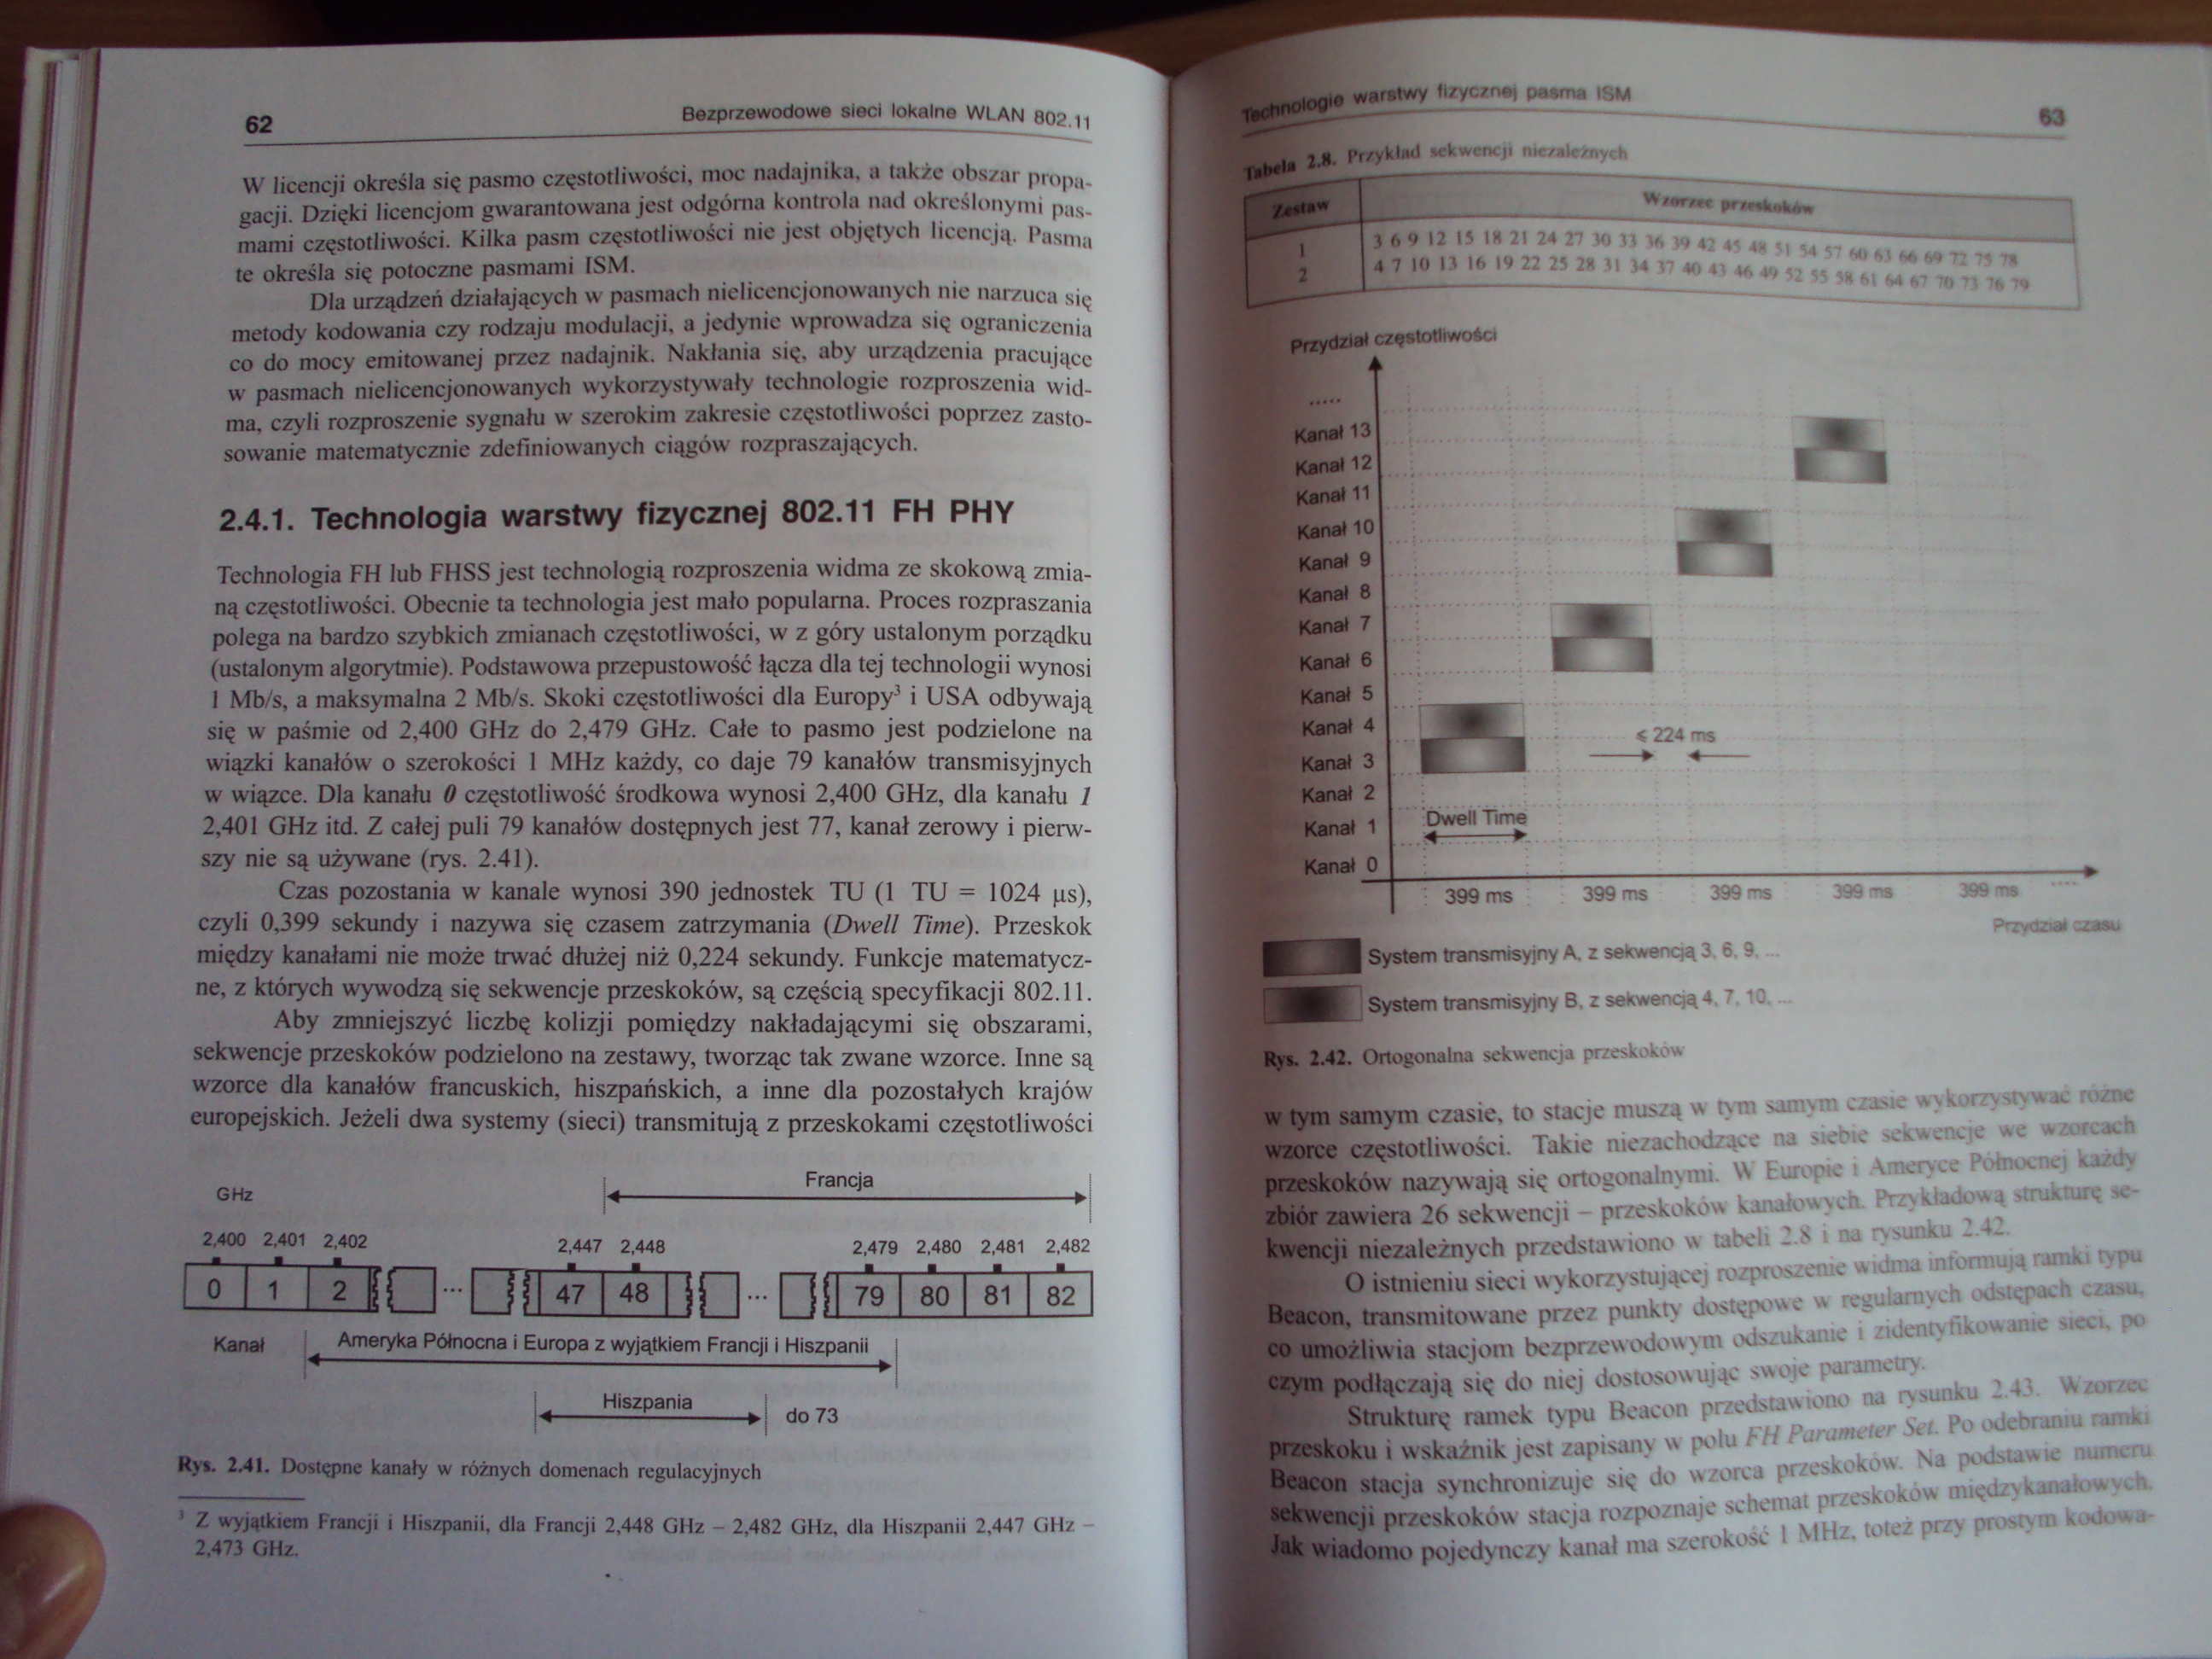 62
Bezprzewodowe sieci lokalne WLAN 802.11
W licencji określa się pasmo częstotliwości, moc nadajnika, a także obszar propa-
gacji. Dzięki licencjom gwarantowana jest odgórna kontrola nad określonymi pas-
mami częstotliwości. Kilka pasm częstotliwości nie jest objętych licencją. Pasma
te określa się potoczne pasmami ISM.
Dla urządzeń działających w pasmach nielicencjonowanych nie narzuca się
metody kodowania czy rodzaju modulacji, a jedynie wprowadza się ograniczenia
co do mocy emitowanej przez nadajnik. Nakłania się, aby urządzenia pracujące
w pasmach nielicencjonowanych wykorzystywały technologie rozproszenia wid-
ma, czyli rozproszenie sygnału w szerokim zakresie częstotliwości poprzez zasto-
sowanie matematycznie zdefiniowanych ciągów rozpraszających.
2.4.1. Technologia warstwy fizycznej 802.11 FH PHY
Technologia FH lub FHSS jest technologią rozproszenia widma ze skokową zmia-
ną częstotliwości. Obecnie ta technologia jest mało popularna. Proces rozpraszania
polega na bardzo szybkich zmianach częstotliwości, w z góry ustalonym porządku
(ustalonym algorytmie). Podstawowa przepustowość łącza dla tej technologii wynosi
1 Mb/s, a maksymalna 2 Mb/s. Skoki częstotliwości dla Europy³ i USA odbywają
się w paśmie od 2,400 GHz do 2,479 GHz. Całe to pasmo jest podzielone na
wiązki kanałów o szerokości 1 MHz każdy, co daje 79 kanałów transmisyjnych
w wiązce. Dla kanału 0 częstotliwość środkowa wynosi 2,400 GHz, dla kanału 1
2,401 GHz itd. Z całej puli 79 kanałów dostępnych jest 77, kanał zerowy i pierw-
szy nie są używane (rys. 2.41).
Czas pozostania w kanale wynosi 390 jednostek TU (1 TU = 1024 μs),
czyli 0,399 sekundy i nazywa się czasem zatrzymania (Dwell Time). Przeskok
między kanałami nie może trwać dłużej niż 0,224 sekundy. Funkcje matematycz-
ne, z których wywodzą się sekwencje przeskoków, są częścią specyfikacji 802.11.
Aby zmniejszyć liczbę kolizji pomiędzy nakładającymi się obszarami,
sekwencje przeskoków podzielono na zestawy, tworząc tak zwane wzorce. Inne są
wzorce dla kanałów francuskich, hiszpańskich, a inne dla pozostałych krajów
europejskich. Jeżeli dwa systemy (sieci) transmitują z przeskokami częstotliwości
Francja
GHz
2,400 2,401 2,402 2,447 2,448 2,479 2,480 2,481 2,482
0 1 2 ... 47 48 ... 79 80 81 82
Kanał Ameryka Północna i Europa z wyjątkiem Francji i Hiszpanii
Hiszpania do 73
Rys. 2.41. Dostępne kanały w różnych domenach regulacyjnych
³ Z wyjątkiem Francji i Hiszpanii, dla Francji 2,448 GHz – 2,482 GHz, dla Hiszpanii 2,447 GHz –
2,473 GHz.
Technologie warstwy fizycznej pasma ISM
63
Tabela 2.8. Przykład sekwencji niezależnych
Zestaw Wzorzec przeskoków
1 3 6 9 12 15 18 21 24 27 30 33 36 39 42 45 48 51 54 57 60 63 66 69 72 75 78
2 4 7 10 13 16 19 22 25 28 31 34 37 40 43 46 49 52 55 58 61 64 67 70 73 76 79
Przydział częstotliwości
.....
Kanał 13
Kanał 12
Kanał 11
Kanał 10
Kanał 9
Kanał 8
Kanał 7
Kanał 6
Kanał 5
Kanał 4
≤ 224 ms
Kanał 3
Kanał 2
Kanał 1 Dwell Time
Kanał 0
399 ms 399 ms 399 ms 399 ms 399 ms ....
Przydział czasu
System transmisyjny A, z sekwencją 3, 6, 9, ...
System transmisyjny B, z sekwencją 4, 7, 10, ...
Rys. 2.42. Ortogonalna sekwencja przeskoków
w tym samym czasie, to stacje muszą w tym samym czasie wykorzystywać różne
wzorce częstotliwości. Takie niezachodzące na siebie sekwencje we wzorcach
przeskoków nazywają się ortogonalnymi. W Europie i Ameryce Północnej każdy
zbiór zawiera 26 sekwencji – przeskoków kanałowych. Przykładową strukturę se-
kwencji niezależnych przedstawiono w tabeli 2.8 i na rysunku 2.42.
O istnieniu sieci wykorzystującej rozproszenie widma informują ramki typu
Beacon, transmitowane przez punkty dostępowe w regularnych odstępach czasu,
co umożliwia stacjom bezprzewodowym odszukanie i zidentyfikowanie sieci, po
czym podłączają się do niej dostosowując swoje parametry.
Strukturę ramek typu Beacon przedstawiono na rysunku 2.43. Wzorzec
przeskoku i wskaźnik jest zapisany w polu FH Parameter Set. Po odebraniu ramki
Beacon stacja synchronizuje się do wzorca przeskoków. Na podstawie numeru
sekwencji przeskoków stacja rozpoznaje schemat przeskoków międzykanałowych.
Jak wiadomo pojedynczy kanał ma szerokość 1 MHz, toteż przy prostym kodowa-